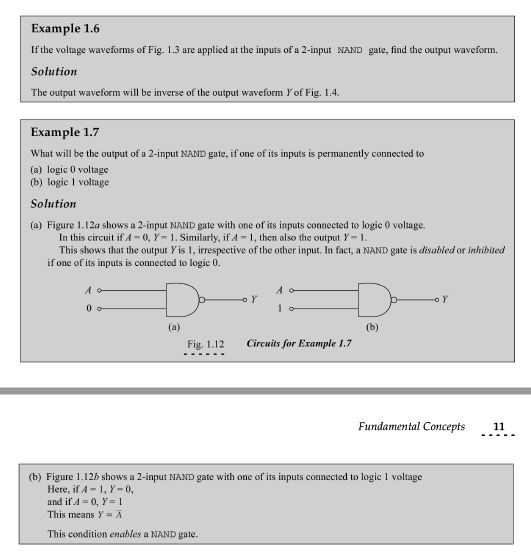 Example 1.6
If the voltage waveforms of Fig. 1.3 are applied at the inputs of a 2-input NAND gate, find the output waveform.
Solution
The output waveform will be inverse of the output waveform Y of Fig. 1.4.
Example 1.7
What will be the output of a 2-input NAND gate, if one of its inputs is permanently connected to
(a) logic 0 voltage
(b) logic 1 voltage
Solution
(a) Figure 1.12a shows a 2-input NAND gate with one of its inputs connected to logic 0 voltage.
In this circuit if A = 0, Y = 1. Similarly, if A = 1, then also the output Y = 1.
This shows that the output Y is 1, irrespective of the other input. In fact, a NAND gate is disabled or inhibited
if one of its inputs is connected to logic 0.
A Y A Y
0 1
(a) (b)
Fig. 1.12 Circuits for Example 1.7
Fundamental Concepts 11
(b) Figure 1.12b shows a 2-input NAND gate with one of its inputs connected to logic 1 voltage
Here, if A = 1, Y = 0,
and if A = 0, Y = 1
This means Y = A̅
This condition enables a NAND gate.